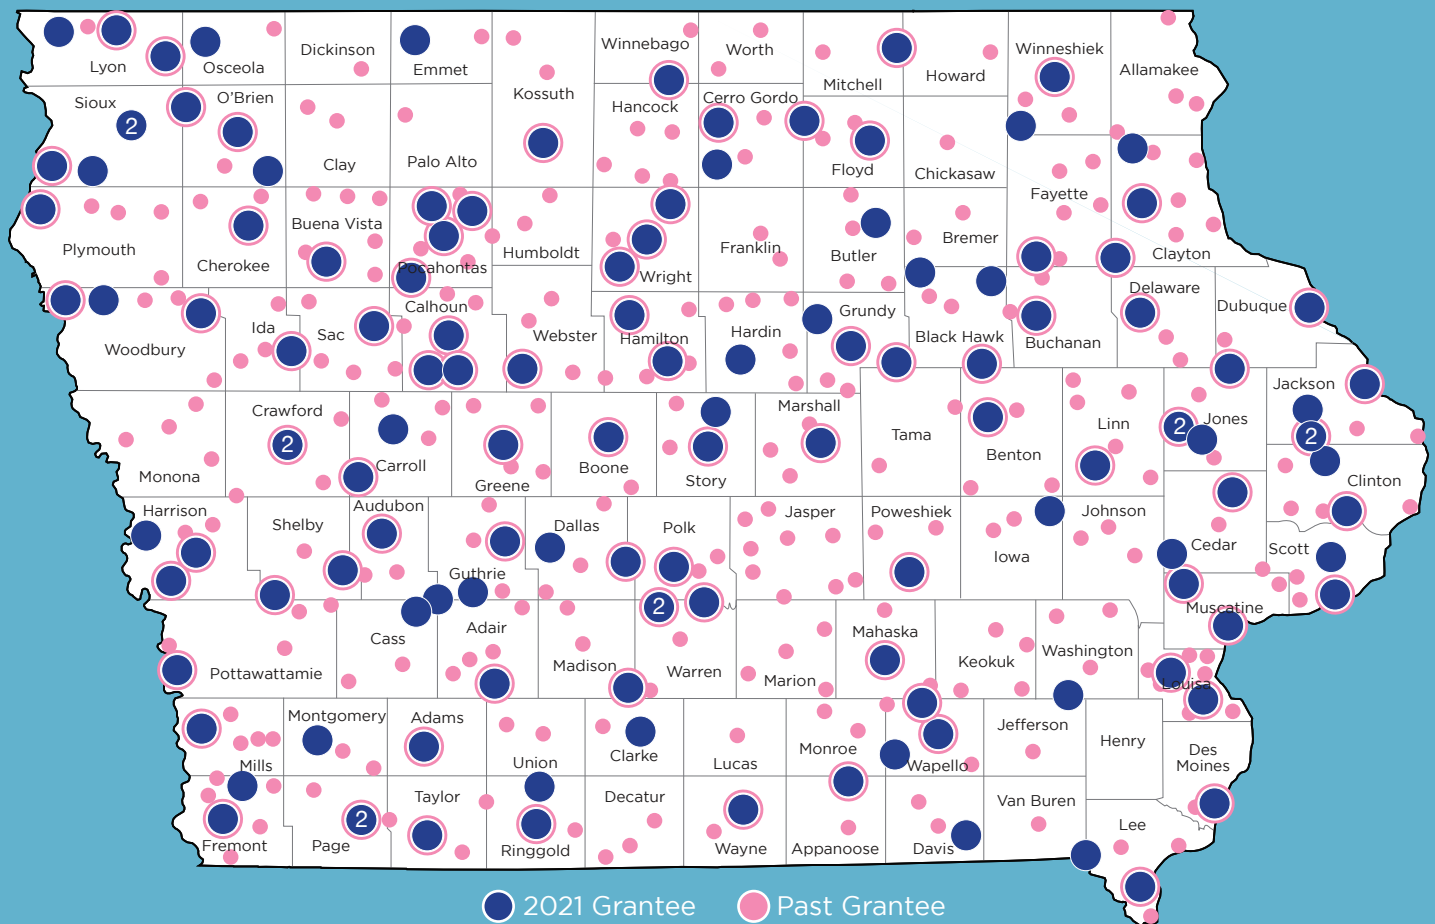 Lyon
Osceola
Dickinson
Emmet
Kossuth
Winnebago
Worth
Mitchell
Howard
Winneshiek
Allamakee
Sioux
2
O'Brien
Clay
Palo Alto
Hancock
Cerro Gordo
Floyd
Chickasaw
Fayette
Clayton
Plymouth
Cherokee
Buena Vista
Pocahontas
Humboldt
Wright
Franklin
Butler
Bremer
Woodbury
Ida
Sac
Calhoun
Webster
Hamilton
Hardin
Grundy
Black Hawk
Buchanan
Delaware
Dubuque
Monona
Crawford
2
Carroll
Greene
Boone
Story
Marshall
Tama
Benton
Linn
2
Jones
Jackson
2
Clinton
Harrison
Shelby
Audubon
Guthrie
Dallas
Polk
2
Jasper
Poweshiek
Iowa
Johnson
Cedar
Scott
Muscatine
Pottawattamie
Cass
Adair
Madison
Warren
Marion
Mahaska
Keokuk
Washington
Louisa
Mills
Montgomery
Adams
Union
Clarke
Lucas
Monroe
Wapello
Jefferson
Henry
Des
Moines
Fremont
Page
2
Taylor
Ringgold
Decatur
Wayne
Appanoose
Davis
Van Buren
Lee
2021 Grantee
Past Grantee